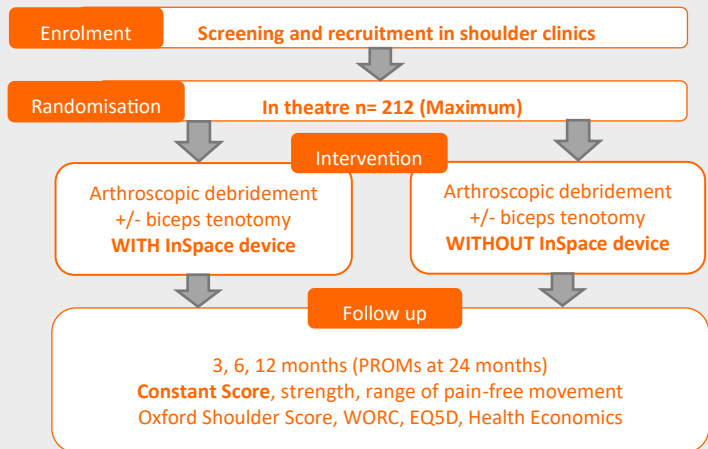 Enrolment
Screening and recruitment in shoulder clinics
Randomisation
In theatre n= 212 (Maximum)
Intervention
Arthroscopic debridement
+/- biceps tenotomy
WITH InSpace device
Arthroscopic debridement
+/- biceps tenotomy
WITHOUT InSpace device
Follow up
3, 6, 12 months (PROMs at 24 months)
Constant Score, strength, range of pain-free movement
Oxford Shoulder Score, WORC, EQ5D, Health Economics